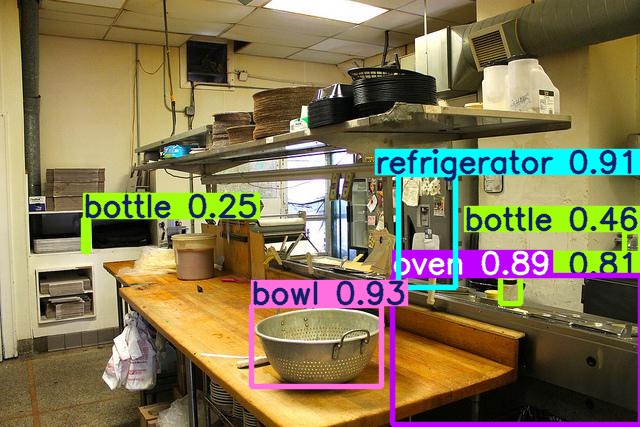 refrigerator 0.91
bottle 0.25
bottle 0.46
oven 0.89
0.81
bowl 0.93